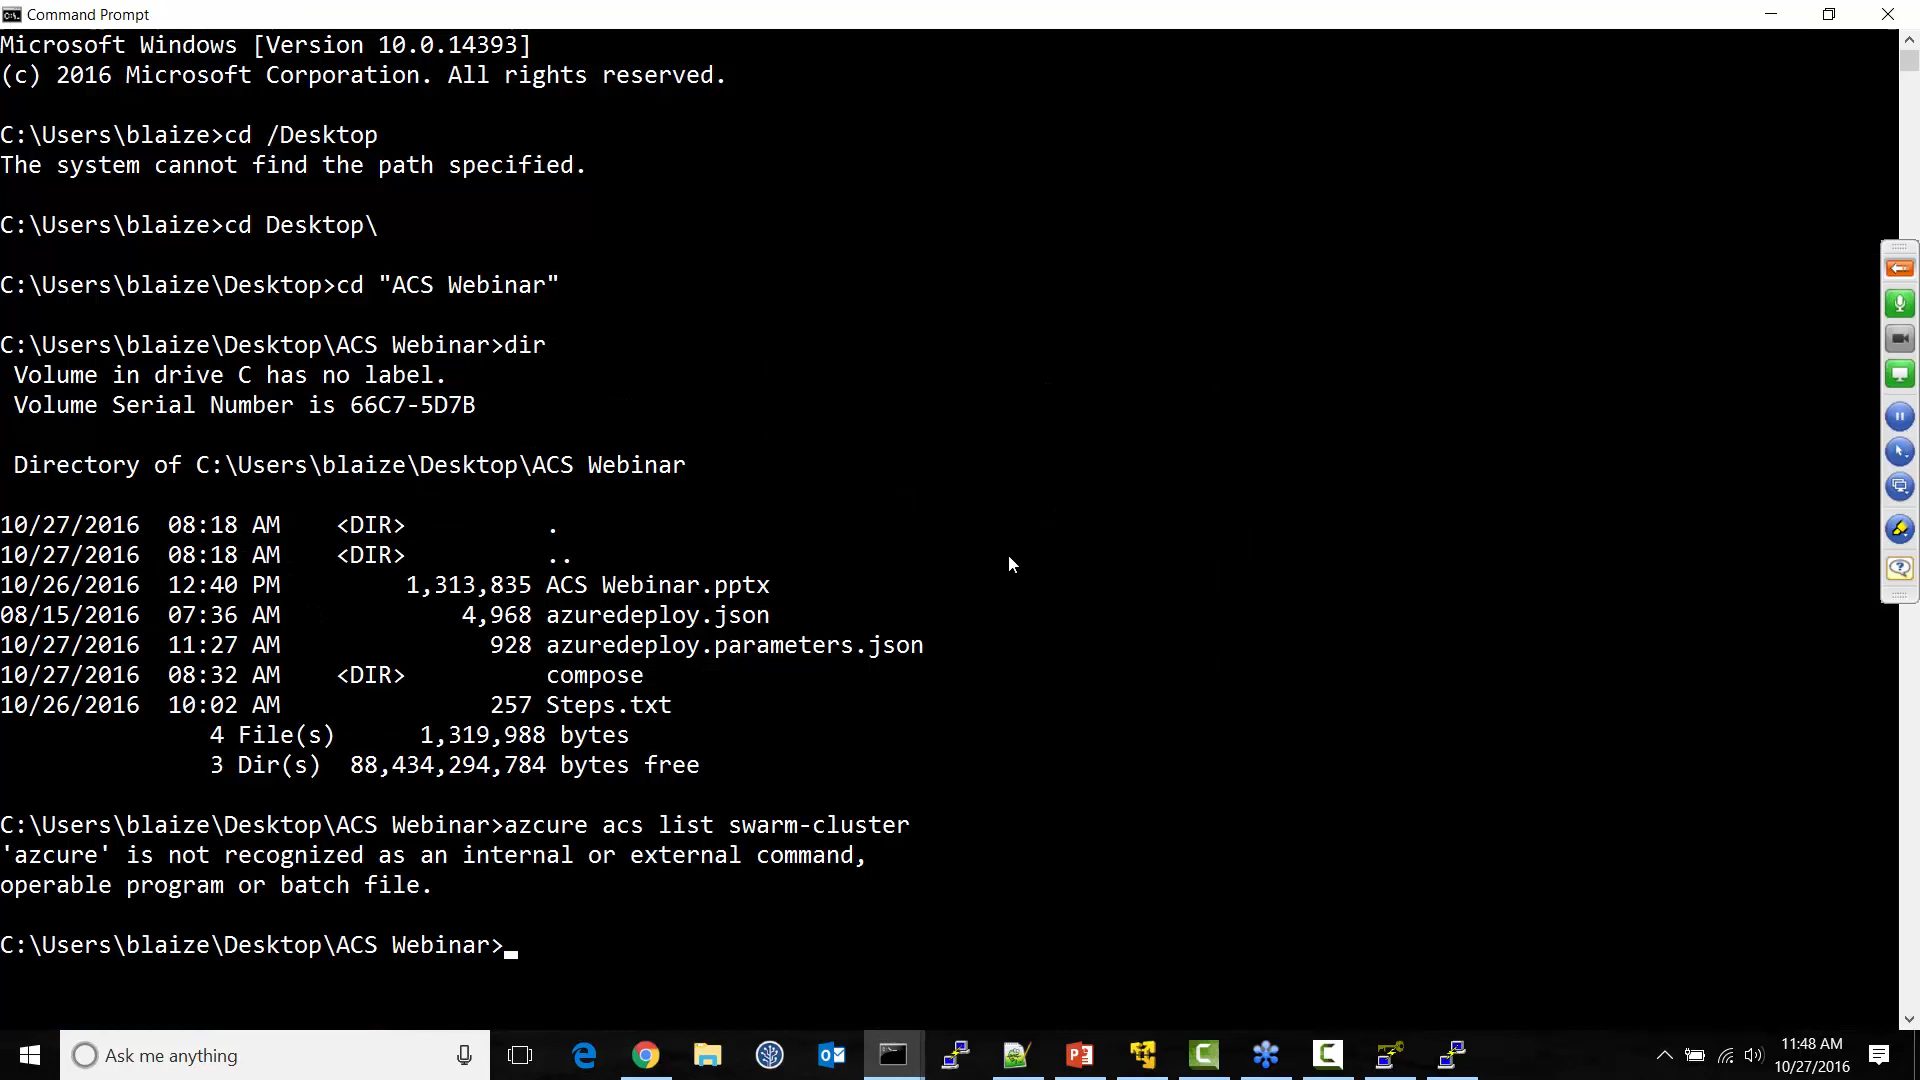 Command Prompt
Microsoft Windows [Version 10.0.14393]
(c) 2016 Microsoft Corporation. All rights reserved.
C:\Users\blaize>cd /Desktop
The system cannot find the path specified.
C:\Users\blaize>cd Desktop\
C:\Users\blaize\Desktop>cd "ACS Webinar"
C:\Users\blaize\Desktop\ACS Webinar>dir
Volume in drive C has no label.
Volume Serial Number is 66C7-5D7B
Directory of C:\Users\blaize\Desktop\ACS Webinar
10/27/2016  08:18 AM    <DIR>          .
10/27/2016  08:18 AM    <DIR>          ..
10/26/2016  12:40 PM         1,313,835 ACS Webinar.pptx
08/15/2016  07:36 AM             4,968 azuredeploy.json
10/27/2016  11:27 AM               928 azuredeploy.parameters.json
10/27/2016  08:32 AM    <DIR>          compose
10/26/2016  10:02 AM               257 Steps.txt
4 File(s)      1,319,988 bytes
3 Dir(s)  88,434,294,784 bytes free
C:\Users\blaize\Desktop\ACS Webinar>azcure acs list swarm-cluster
'azcure' is not recognized as an internal or external command,
operable program or batch file.
C:\Users\blaize\Desktop\ACS Webinar>
Ask me anything
11:48 AM
10/27/2016